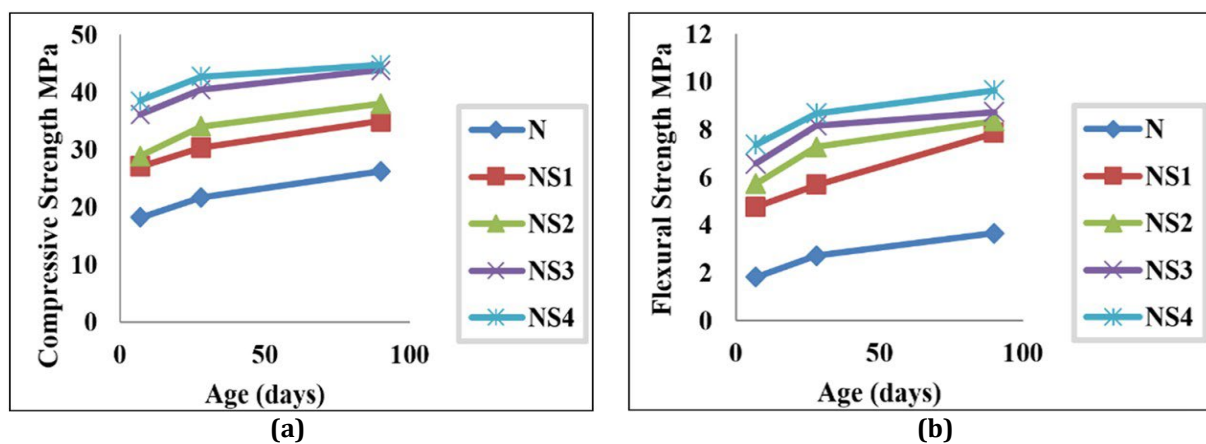 Compressive Strength MPa
50
40
30
20
10
0
0 50 100
Age (days)
N
NS1
NS2
NS3
NS4
(a)
Flexural Strength MPa
12
10
8
6
4
2
0
0 50 100
Age (days)
N
NS1
NS2
NS3
NS4
(b)